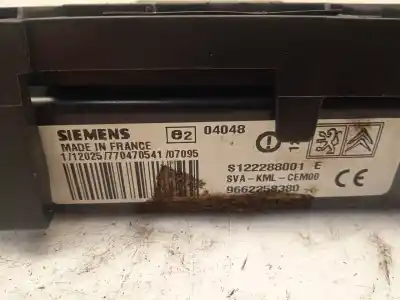 SIEMENS
e2 04048
MADE IN FRANCE
1/12025/770470541/07095
S122288001 E
SVA-KML-CEM00
9662258380
CE